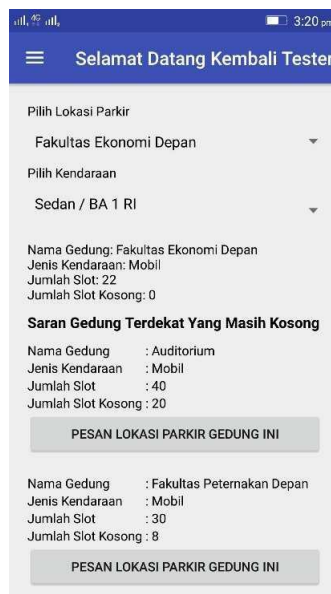 4G 3:20 pm
Selamat Datang Kembali Tester
Pilih Lokasi Parkir
Fakultas Ekonomi Depan
Pilih Kendaraan
Sedan / BA 1 RI
Nama Gedung: Fakultas Ekonomi Depan
Jenis Kendaraan: Mobil
Jumlah Slot: 22
Jumlah Slot Kosong: 0
Saran Gedung Terdekat Yang Masih Kosong
Nama Gedung : Auditorium
Jenis Kendaraan : Mobil
Jumlah Slot : 40
Jumlah Slot Kosong : 20
PESAN LOKASI PARKIR GEDUNG INI
Nama Gedung : Fakultas Peternakan Depan
Jenis Kendaraan : Mobil
Jumlah Slot : 30
Jumlah Slot Kosong : 8
PESAN LOKASI PARKIR GEDUNG INI